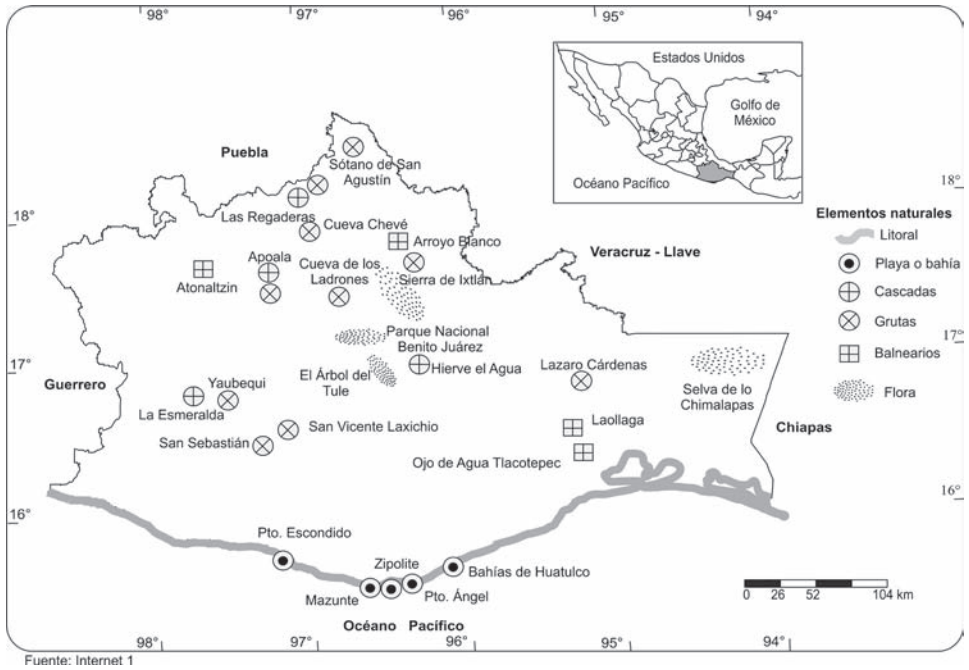 98°
97°
96°
95°
94°
Estados Unidos
Golfo de
México
Océano Pacífico
Puebla
Sótano de San
Agustín
18°
18°
Las Regaderas
Cueva Chevé
Elementos naturales
Litoral
Arroyo Blanco
Veracruz - Llave
Apoala
Cueva de los
Ladrones
Sierra de Ixtlán
Playa o bahía
Atonaltzin
Cascadas
Grutas
Parque Nacional
Benito Juárez
17°
17°
Hierve el Agua
Lazaro Cárdenas
Balnearios
Guerrero
Yaubequi
El Árbol del
Tule
Selva de lo
Chimalapas
Flora
La Esmeralda
San Vicente Laxichio
Laollaga
Chiapas
San Sebastián
Ojo de Agua Tlacotepec
16°
16°
Pto. Escondido
Zipolite
Bahías de Huatulco
Mazunte
Pto. Ángel
0 26 52 104 km
Océano Pacífico
98°
97°
96°
95°
94°
Fuente: Internet 1